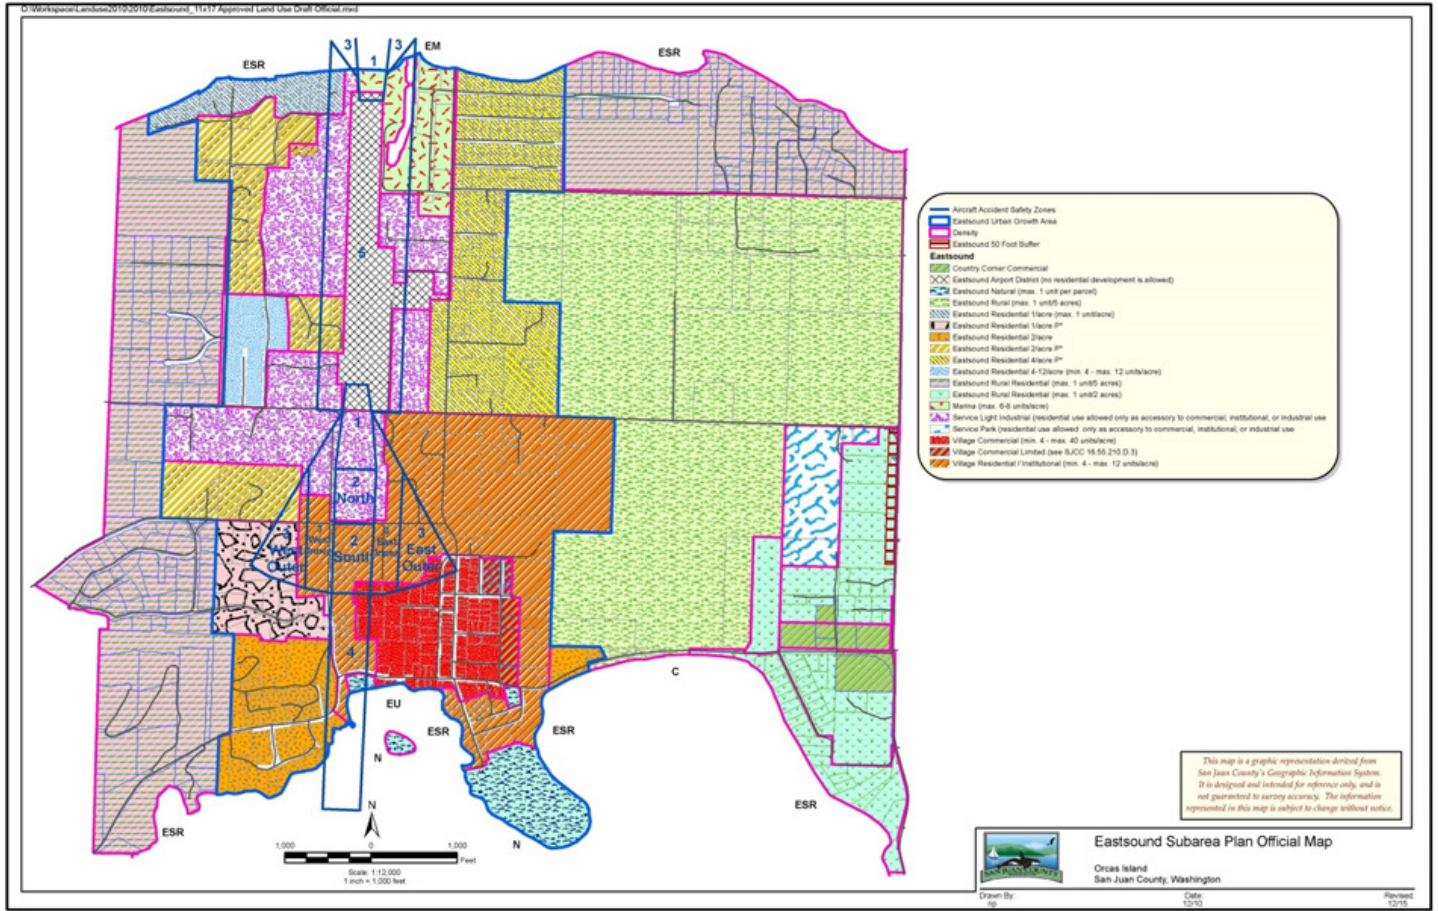 O:\Workspace\Landuse2010\2010\Eastsound_11x17 Approved Land Use Draft Official.mxd
ESR
3
3
EM
1
ESR
5
Aircraft Accident Safety Zones
Eastsound Urban Growth Area
Density
Eastsound 50 Foot Buffer
Eastsound
Country Corner Commercial
Eastsound Airport District (no residential development is allowed)
Eastsound Natural (max. 1 unit per parcel)
Eastsound Rural (max. 1 unit/5 acres)
Eastsound Residential 1/acre (max. 1 unit/acre)
Eastsound Residential 1/acre P*
Eastsound Residential 2/acre
Eastsound Residential 2/acre P*
Eastsound Residential 4/acre P*
Eastsound Residential 4-12/acre (min. 4 - max. 12 units/acre)
Eastsound Rural Residential (max. 1 unit/5 acres)
Eastsound Rural Residential (max. 1 unit/2 acres)
Marina (max. 6-8 units/acre)
Service Light Industrial (residential use allowed only as accessory to commercial, institutional, or industrial use
Service Park (residential use allowed only as accessory to commercial, institutional, or industrial use
Village Commercial (min. 4 - max. 40 units/acre)
Village Commercial Limited (see SJCC 16.55.210.D.3)
Village Residential / Institutional (min. 4 - max. 12 units/acre)
1
2
North
3
West
Outer
3
West
Inner
2
South
East
3
East
Outer
4
C
EU
ESR
ESR
N
N
ESR
ESR
N
1,000
0
1,000
Feet
Scale: 1:12,000
1 inch = 1,000 feet
This map is a graphic representation derived from
San Juan County's Geographic Information System.
It is designed and intended for reference only, and is
not guaranteed to survey accuracy. The information
represented in this map is subject to change without notice.
SAN JUAN COUNTY
Eastsound Subarea Plan Official Map
Orcas Island
San Juan County, Washington
Drawn By:
np
Date:
12/10
Revised:
12/15